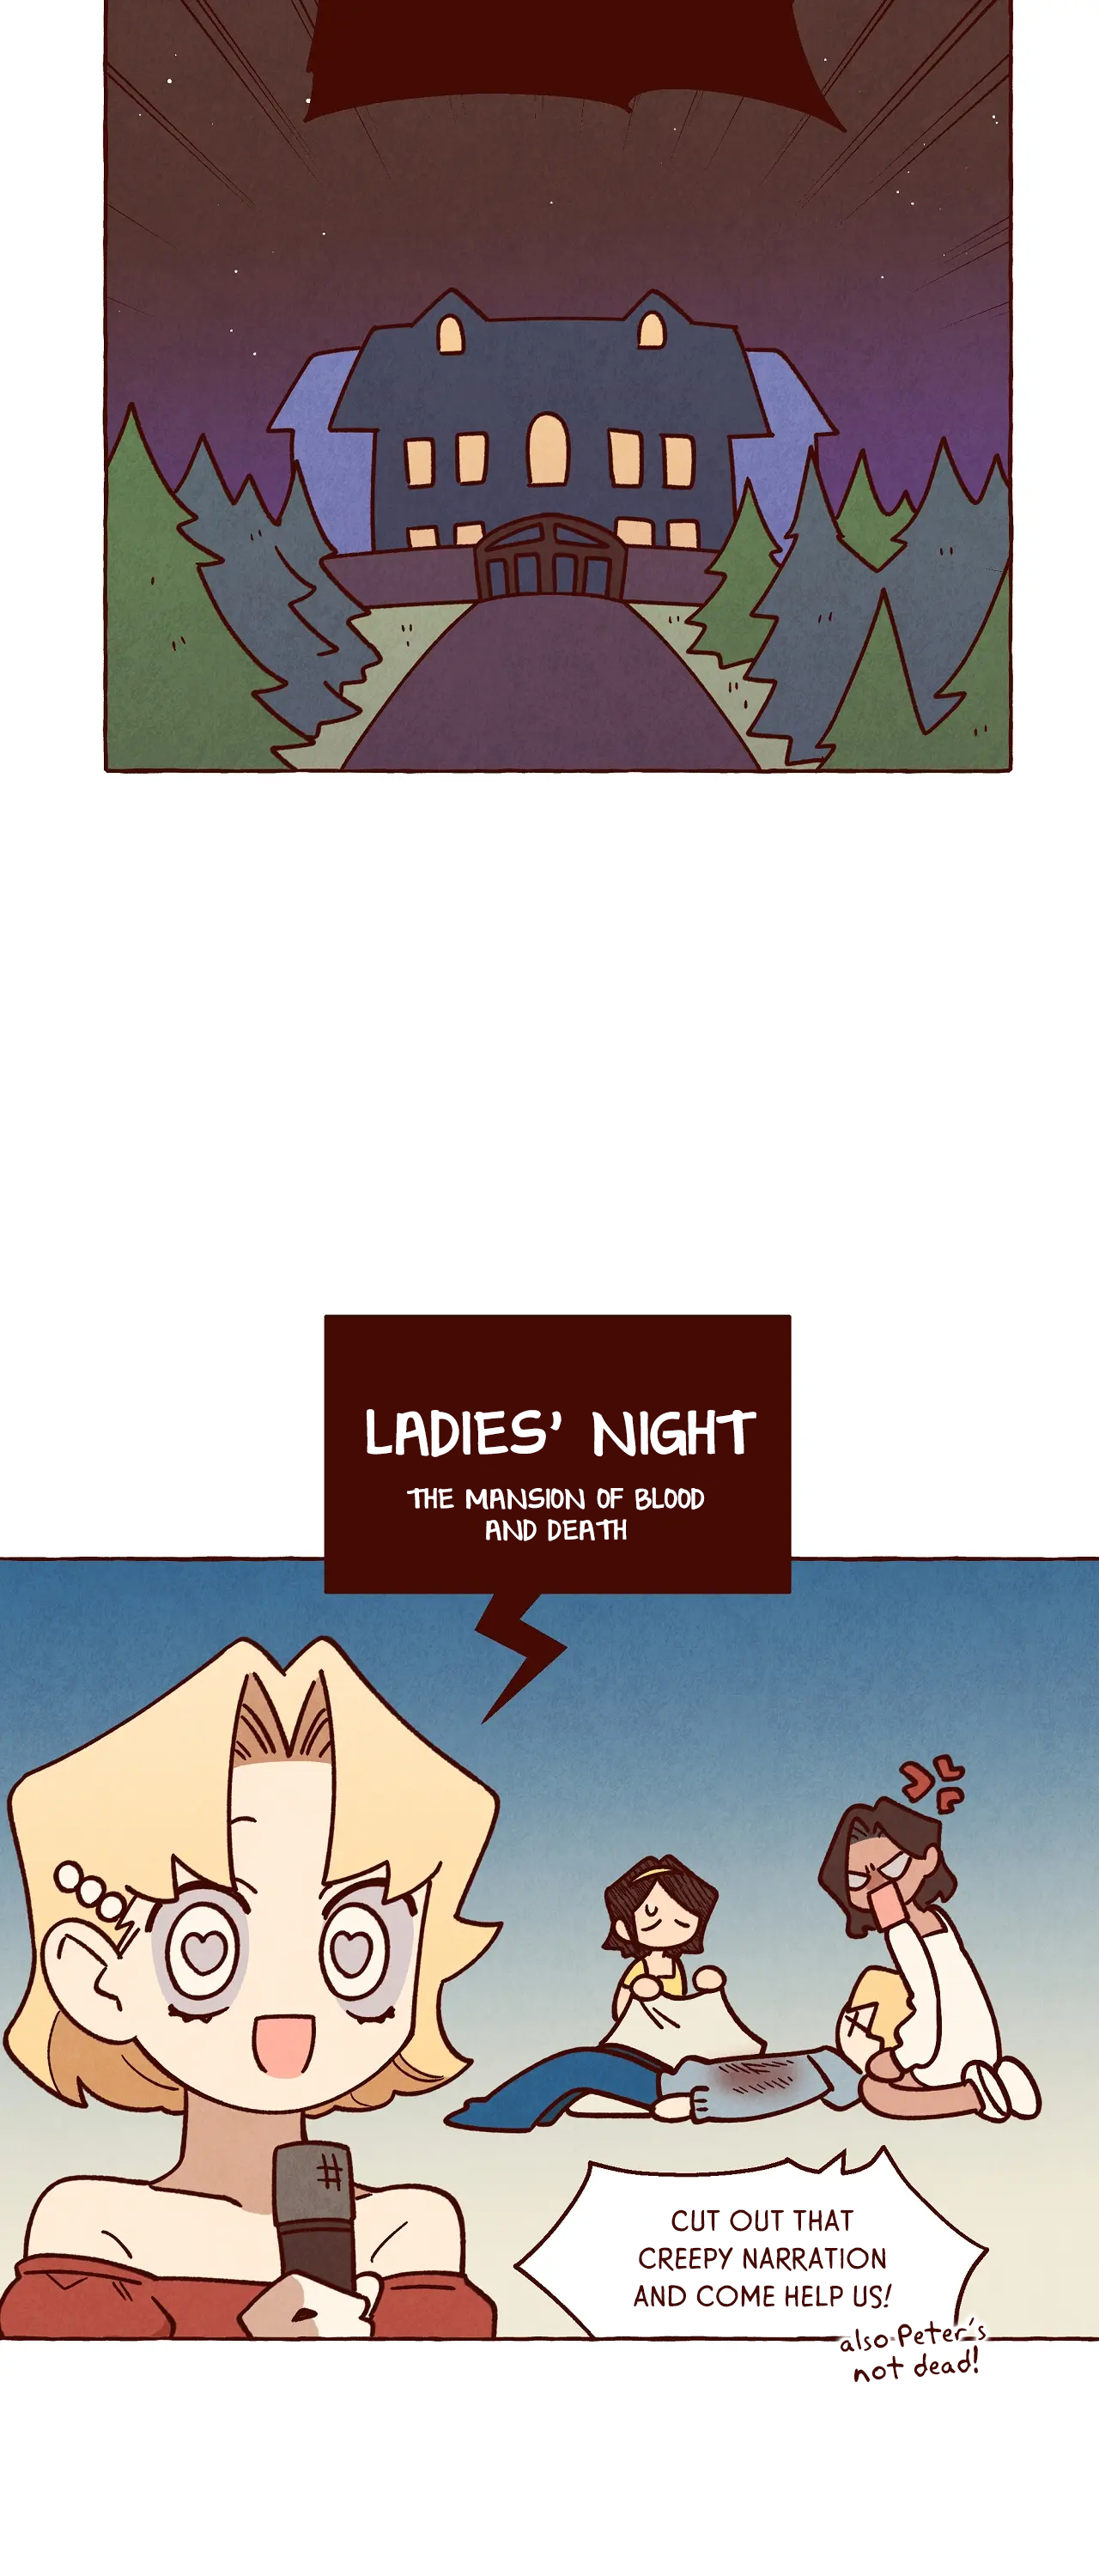 LADIES' NIGHT
THE MANSION OF BLOOD
AND DEATH
CUT OUT THAT
CREEPY NARRATION
AND COME HELP US!
also Peter's
not dead!